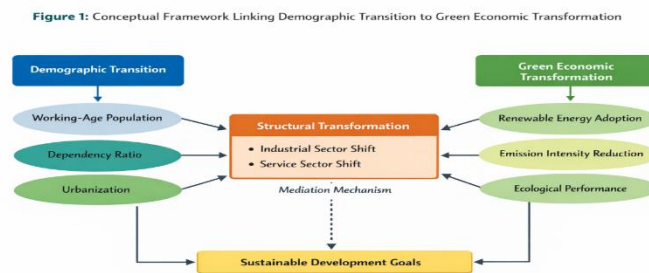 Figure 1: Conceptual Framework Linking Demographic Transition to Green Economic Transformation
Demographic Transition
Green Economic
Transformation
Working-Age Population
Dependency Ratio
Urbanization
Structural Transformation
• Industrial Sector Shift
• Service Sector Shift
Mediation Mechanism
Renewable Energy Adoption
Emission Intensity Reduction
Ecological Performance
Sustainable Development Goals